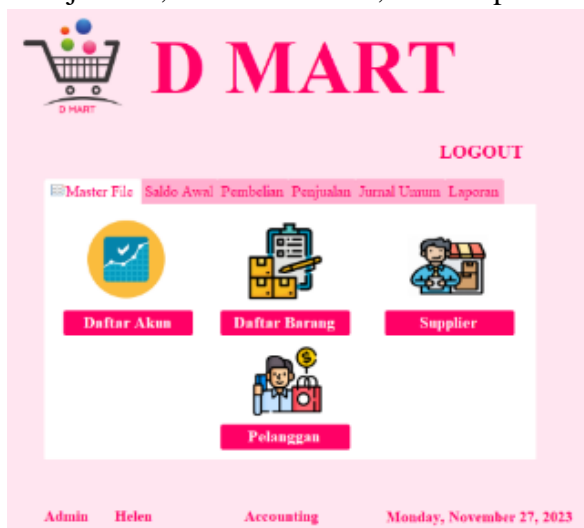 D MART
D MART
LOGOUT
Master File Saldo Awal Pembelian Penjualan Jurnal Umum Laporan
Daftar Akun Daftar Barang Supplier
Pelanggan
Admin Helen Accounting Monday, November 27, 2023